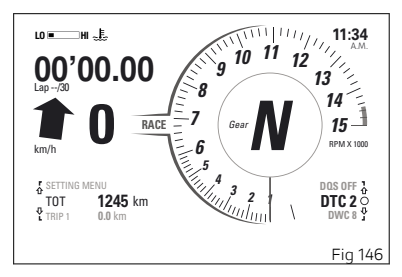 LO HI
11:34
A.M.
00'00.00
Lap --/30
0
km/h
RACE
Gear N
1
2
3
4
5
6
7
8
9
10
11
12
13
14
15
RPM X 1000
SETTING MENU
TOT 1245 km
TRIP 1 0.0 km
DQS OFF
DTC 2
DWC 8
Fig 146